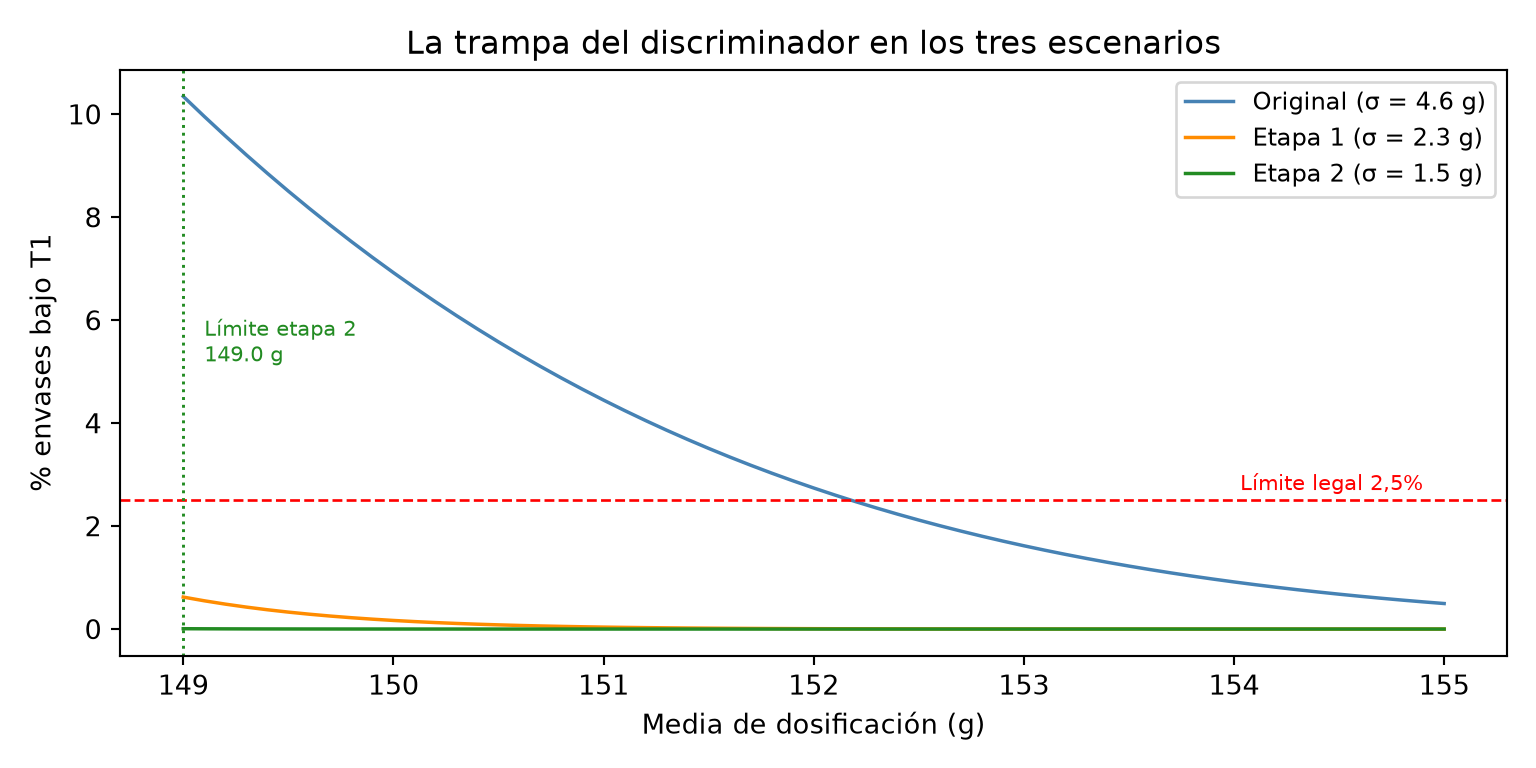 La trampa del discriminador en los tres escenarios
Original (σ = 4.6 g)
Etapa 1 (σ = 2.3 g)
Etapa 2 (σ = 1.5 g)
% envases bajo T1
10
8
6
4
2
0
Límite etapa 2
149.0 g
Límite legal 2,5%
149 150 151 152 153 154 155
Media de dosificación (g)